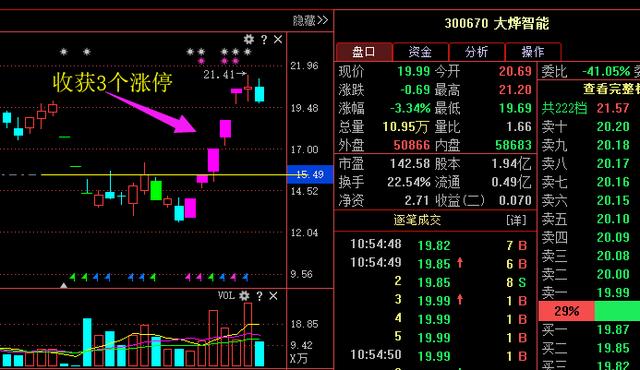 隐藏>>
300670 大烨智能
盘口 资金 分析 操作
收获3个涨停
21.41
21.96
19.48
17.00
15.49
14.52
12.04
9.56
VOL
18.85
9.42
X万
现价 19.99 今开 20.69
涨跌 -0.69 最高 21.20
涨幅 -3.34% 最低 19.69
总量 10.95万 量比 1.66
外盘 50866 内盘 58683
市盈 142.58 股本 1.94亿
换手 22.54% 流通 0.49亿
净资 2.71 收益(二) 0.070
逐笔成交 [详]
10:54:48 19.82 7 B
10:54:49 19.85 6 B
2 19.85 8 S
3 19.99 1 B
4 19.99 1 B
5 19.99 1 B
10:54:50 19.99 1 B
委比 -41.05%
查看完整
共222档 21.57
卖十 20.20
卖九 20.19
卖八 20.17
卖七 20.16
卖六 20.15
卖五 20.10
卖四 20.09
卖三 20.08
卖二 20.00
卖一 19.99
29%
买一 19.87
买二 19.85
买三 19.82